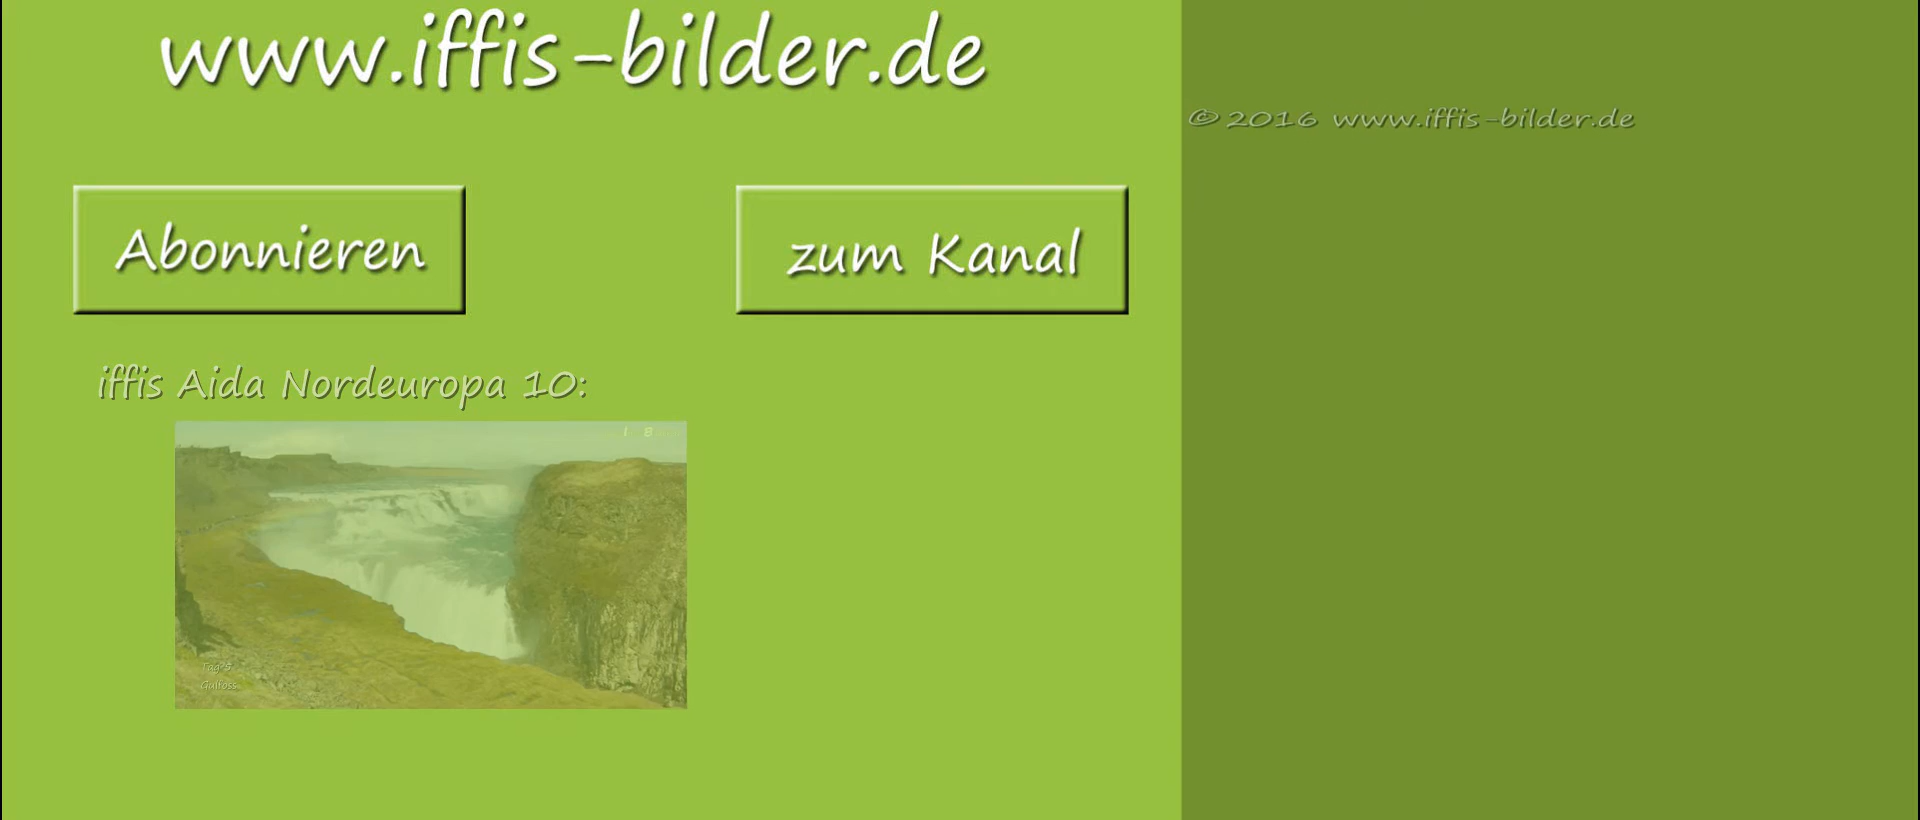 www.iffis-bilder.de
© 2016 www.iffis-bilder.de
Abonnieren
zum Kanal
iffis Aida Nordeuropa 10:
Tag 5
Gulfoss